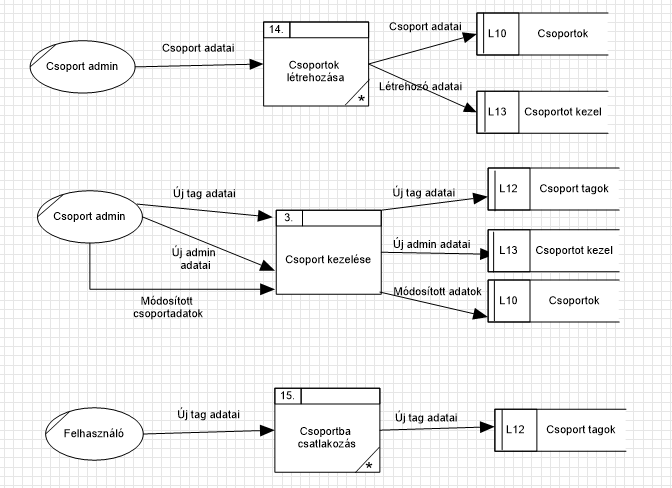 Csoport admin
Csoport adatai
14.
Csoportok
létrehozása
*
Csoport adatai
Létrehozó adatai
L10
Csoportok
L13
Csoportot kezel
Csoport admin
Új tag adatai
Új admin
adatai
Módosított
csoportadatok
3.
Csoport kezelése
Új tag adatai
Új admin adatai
Módosított adatok
L12
Csoport tagok
L13
Csoportot kezel
L10
Csoportok
Felhasználó
Új tag adatai
15.
Csoportba
csatlakozás
*
Új tag adatai
L12
Csoport tagok